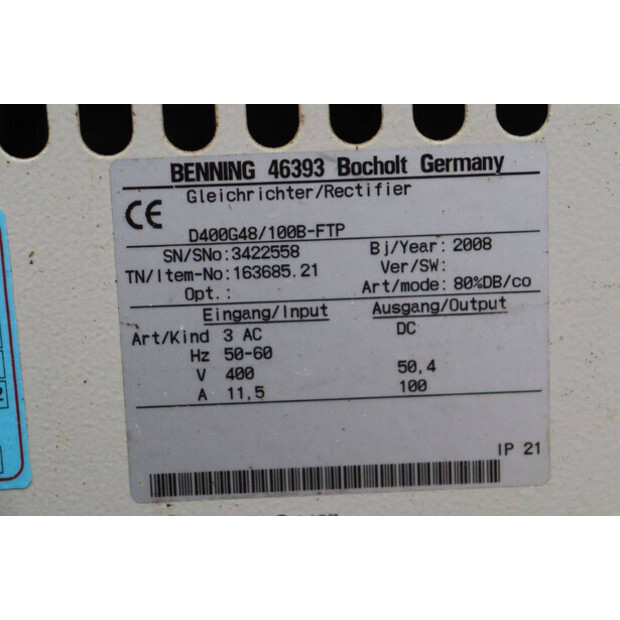 BENNING 46393 Bocholt Germany
Gleichrichter/Rectifier
CE
D400G48/100B-FTP
SN/SNo:3422558 Bj/Year: 2008
TN/Item-No:163685.21 Ver/SW:
Opt.: Art/mode: 80%DB/co
Eingang/Input Ausgang/Output
Art/Kind 3 AC DC
Hz 50-60
V 400 50,4
A 11,5 100
IP 21